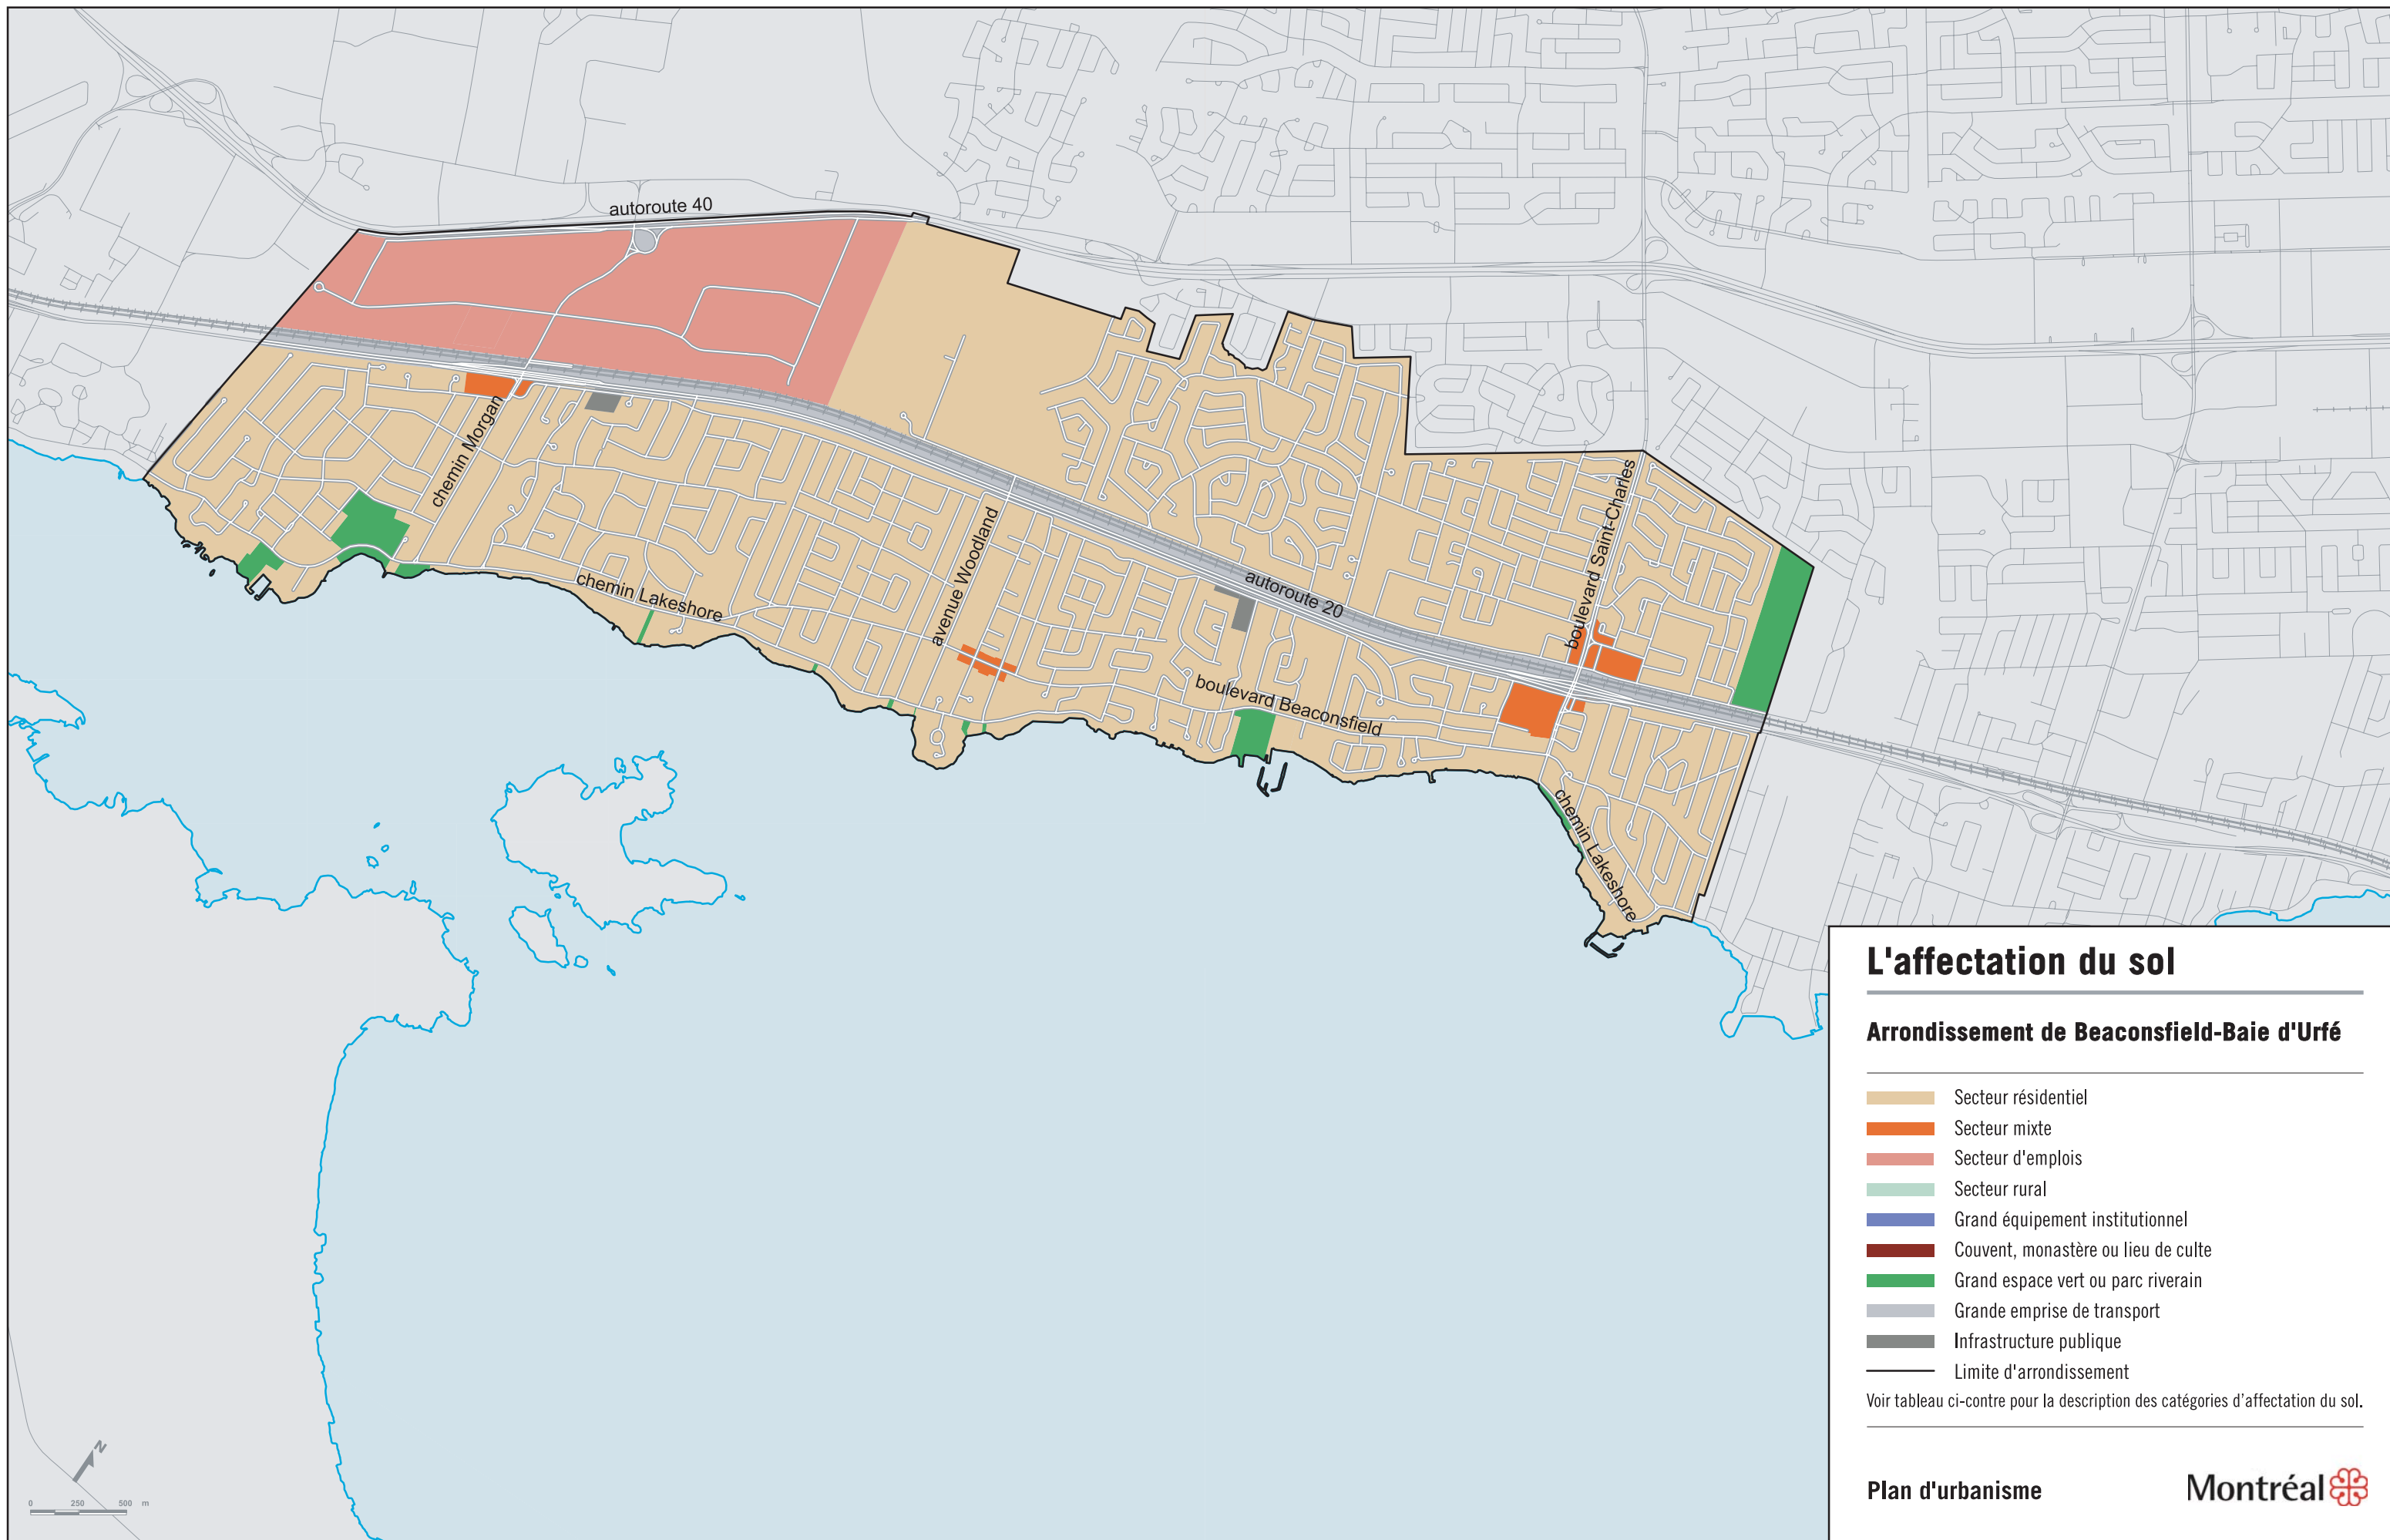 autoroute 40
chemin Morgan
chemin Lakeshore
avenue Woodland
autoroute 20
boulevard Saint-Charles
boulevard Beaconsfield
chemin Lakeshore
L'affectation du sol
Arrondissement de Beaconsfield-Baie d'Urfé
Secteur résidentiel
Secteur mixte
Secteur d'emplois
Secteur rural
Grand équipement institutionnel
Couvent, monastère ou lieu de culte
Grand espace vert ou parc riverain
Grande emprise de transport
Infrastructure publique
Limite d'arrondissement
Voir tableau ci-contre pour la description des catégories d'affectation du sol.
N
0 250 500 m
Plan d'urbanisme
Montréal